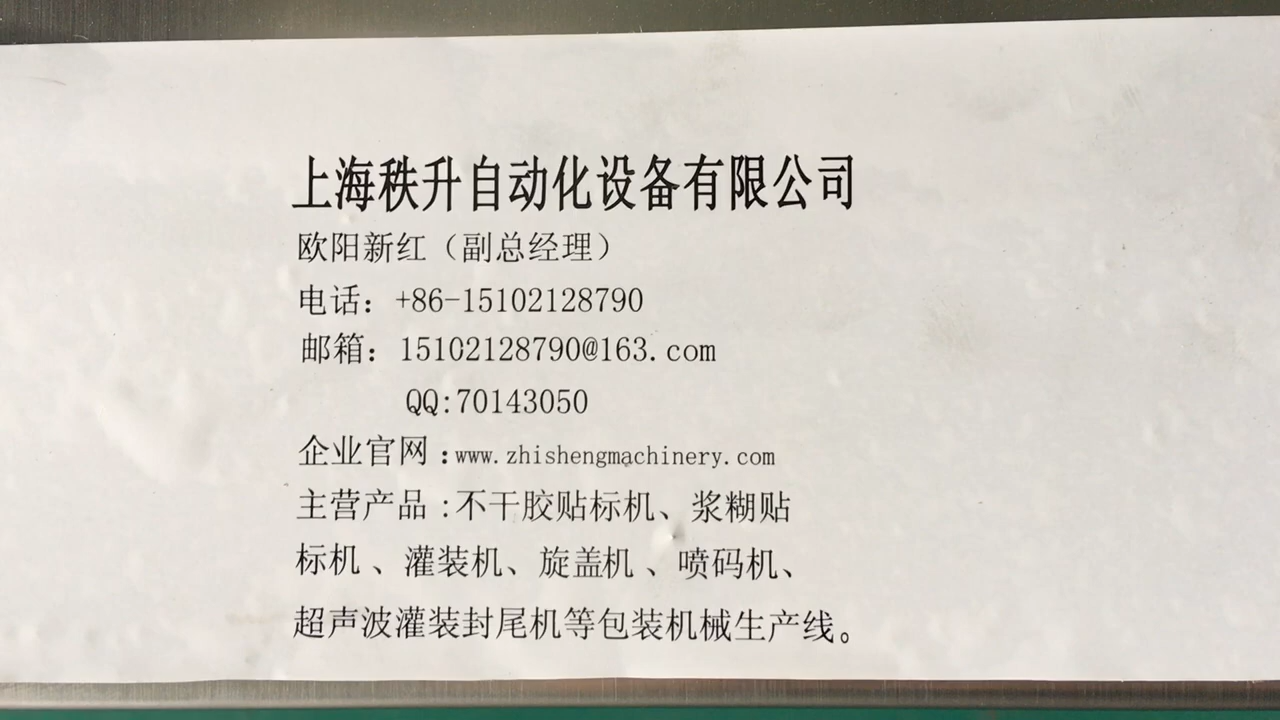 上海秩升自动化设备有限公司
欧阳新红（副总经理）
电话：+86-15102128790
邮箱：15102128790@163.com
QQ:70143050
企业官网：www.zhishengmachinery.com
主营产品：不干胶贴标机、浆糊贴
标机、灌装机、旋盖机、喷码机、
超声波灌装封尾机等包装机械生产线。